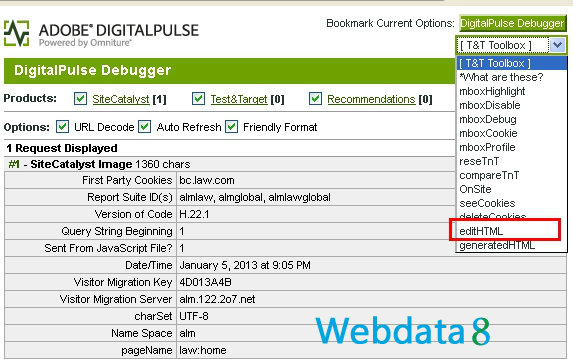 ADOBE® DIGITALPULSE
Powered by Omniture®
Bookmark Current Options: DigitalPulse Debugger
[ T&T Toolbox ]
DigitalPulse Debugger
[ T&T Toolbox ]
*What are these?
mboxHighlight
mboxDisable
mboxDebug
mboxCookie
mboxProfile
reseTnT
compareTnT
OnSite
seeCookies
deleteCookies
editHTML
generatedHTML
Products: SiteCatalyst [1] Test&Target [0] Recommendations [0]
Options: URL Decode Auto Refresh Friendly Format
1 Request Displayed
#1 - SiteCatalyst Image 1360 chars
First Party Cookies bc.law.com
Report Suite ID(s) almlaw, almglobal, almlawglobal
Version of Code H.22.1
Query String Beginning 1
Sent From JavaScript File? 1
Date/Time January 5, 2013 at 9:05 PM
Visitor Migration Key 4D013A4B
Visitor Migration Server alm.122.2o7.net
charSet UTF-8
Name Space alm
pageName law:home
Webdata8